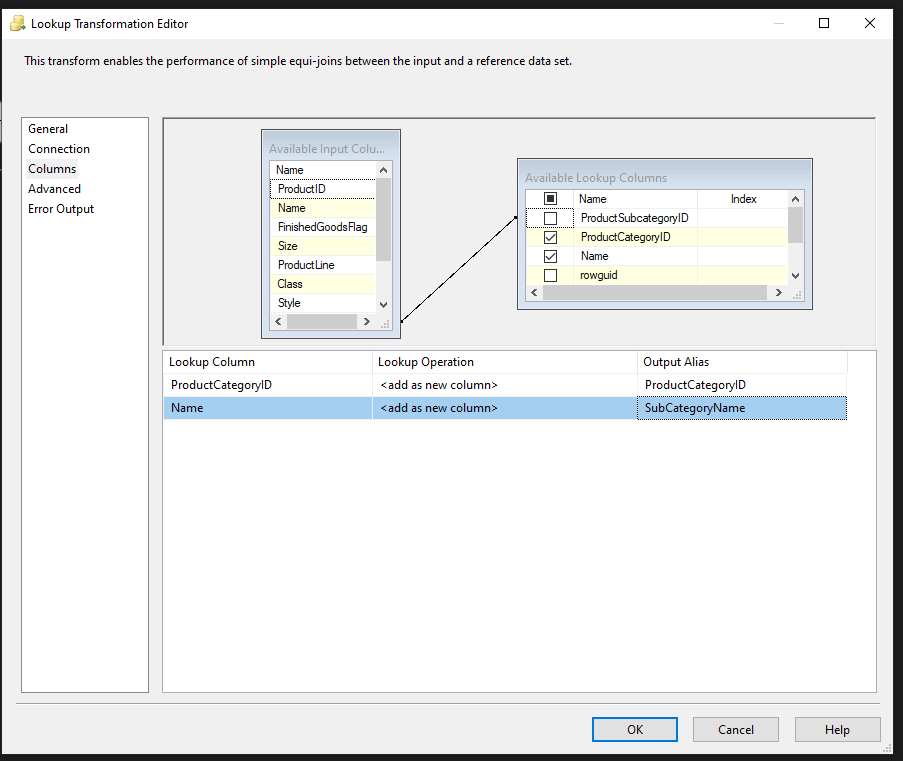 Lookup Transformation Editor
This transform enables the performance of simple equi-joins between the input and a reference data set.
General
Connection
Columns
Advanced
Error Output
Available Input Colu...
Name
ProductID
Name
FinishedGoodsFlag
Size
ProductLine
Class
Style
Available Lookup Columns
Name Index
ProductSubcategoryID
ProductCategoryID
Name
rowguid
Lookup Column Lookup Operation Output Alias
ProductCategoryID <add as new column> ProductCategoryID
Name <add as new column> SubCategoryName
OK Cancel Help